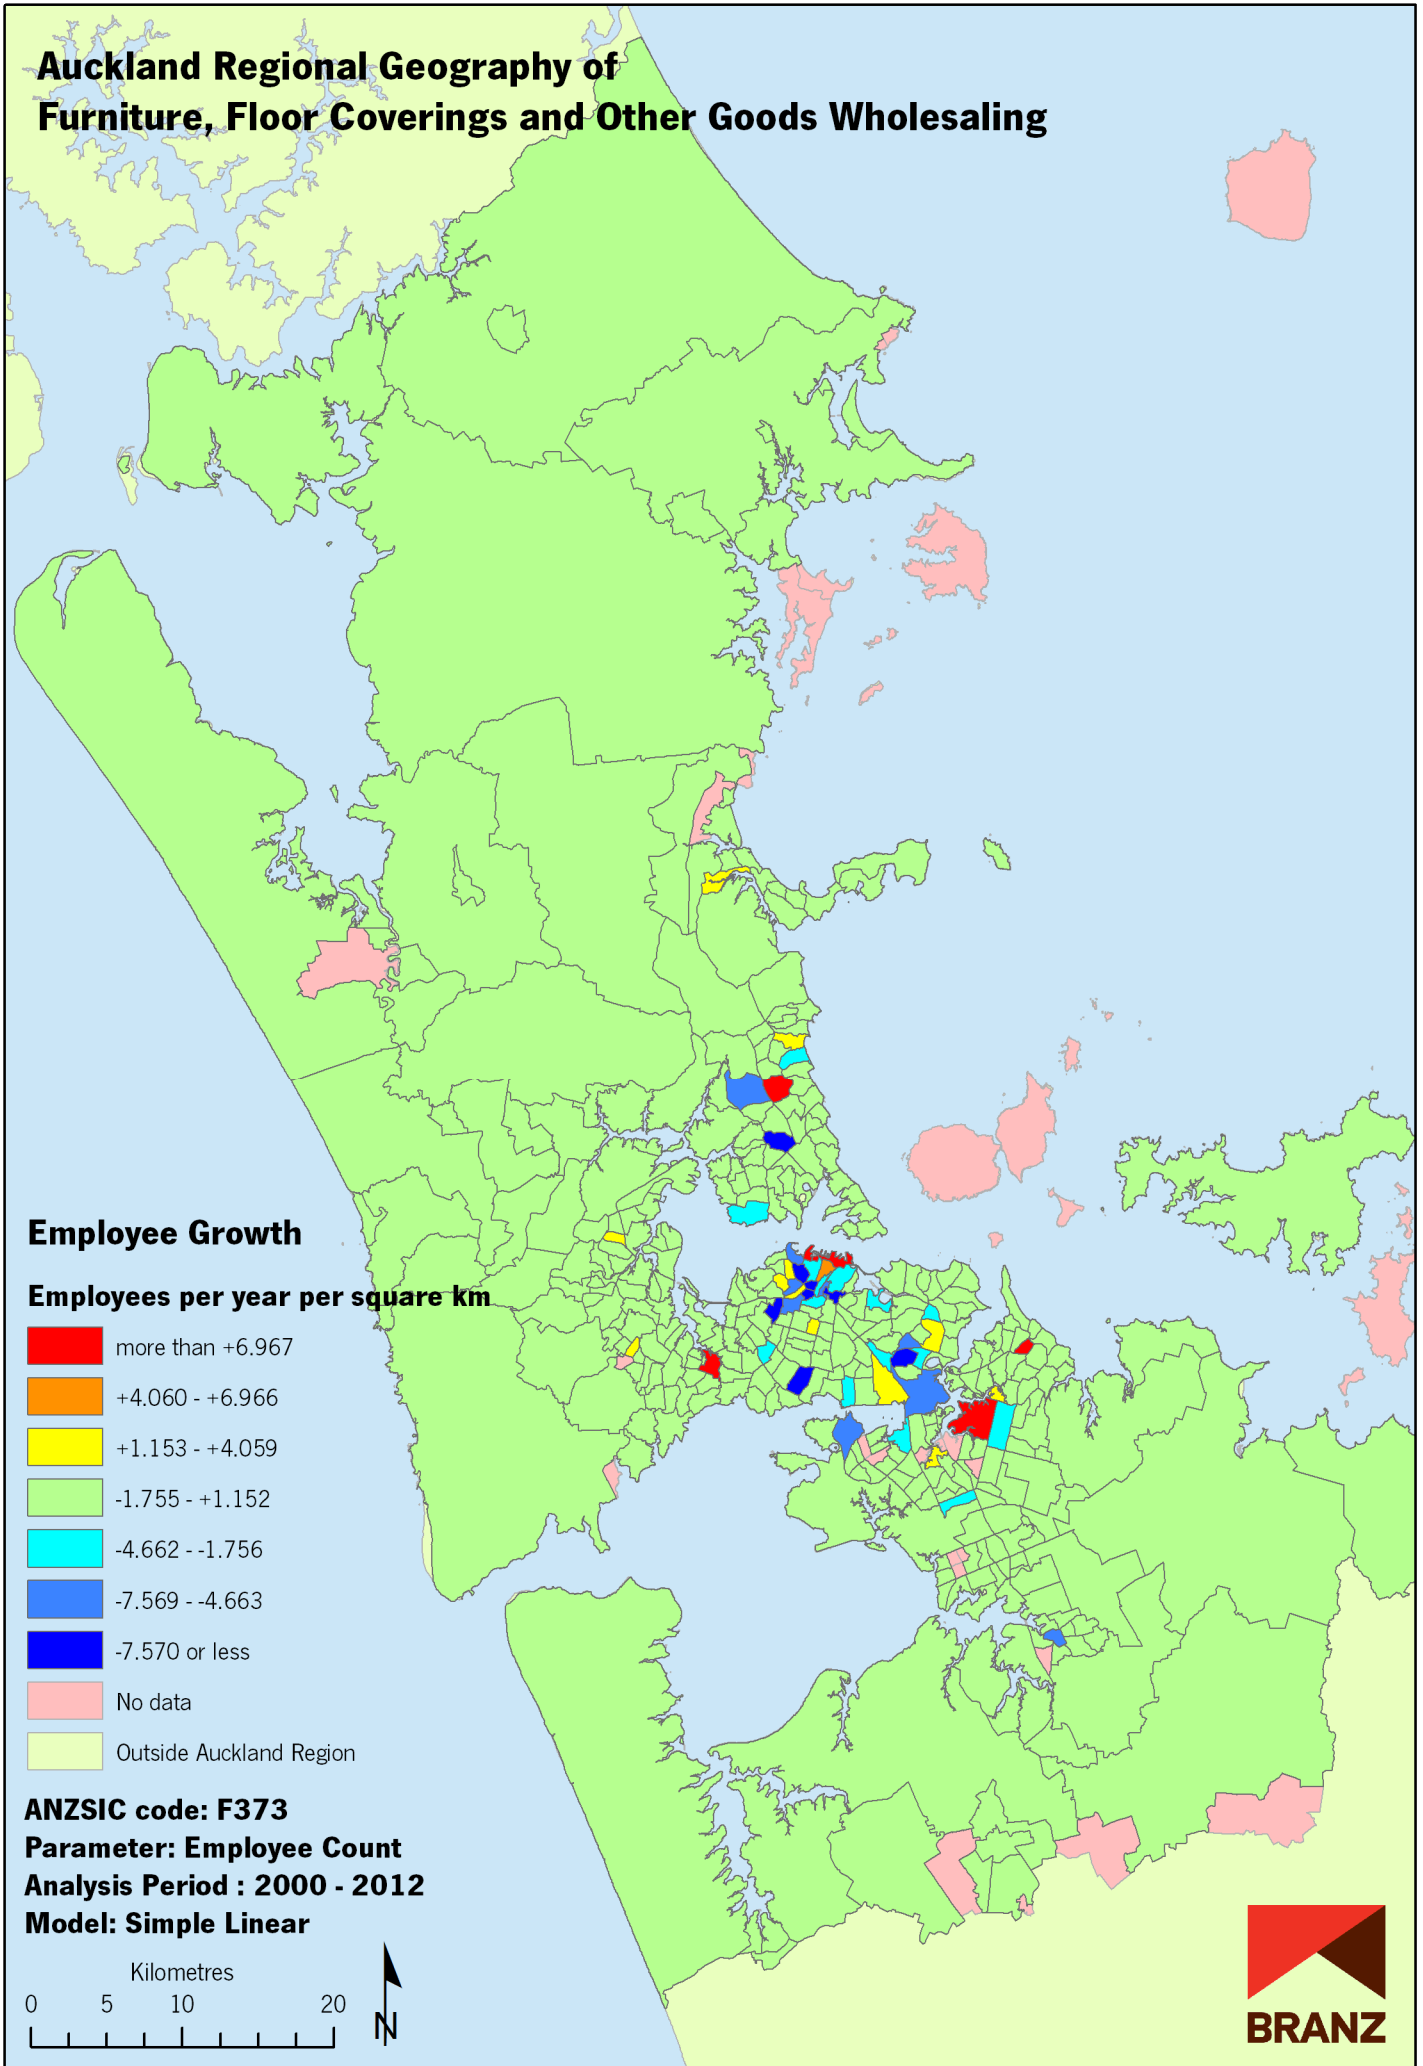 Auckland Regional Geography of
Furniture, Floor Coverings and Other Goods Wholesaling
Employee Growth
Employees per year per square km
more than +6.967
+4.060 - +6.966
+1.153 - +4.059
-1.755 - +1.152
-4.662 - -1.756
-7.569 - -4.663
-7.570 or less
No data
Outside Auckland Region
ANZSIC code: F373
Parameter: Employee Count
Analysis Period : 2000 - 2012
Model: Simple Linear
Kilometres
0 5 10 20
N
BRANZ